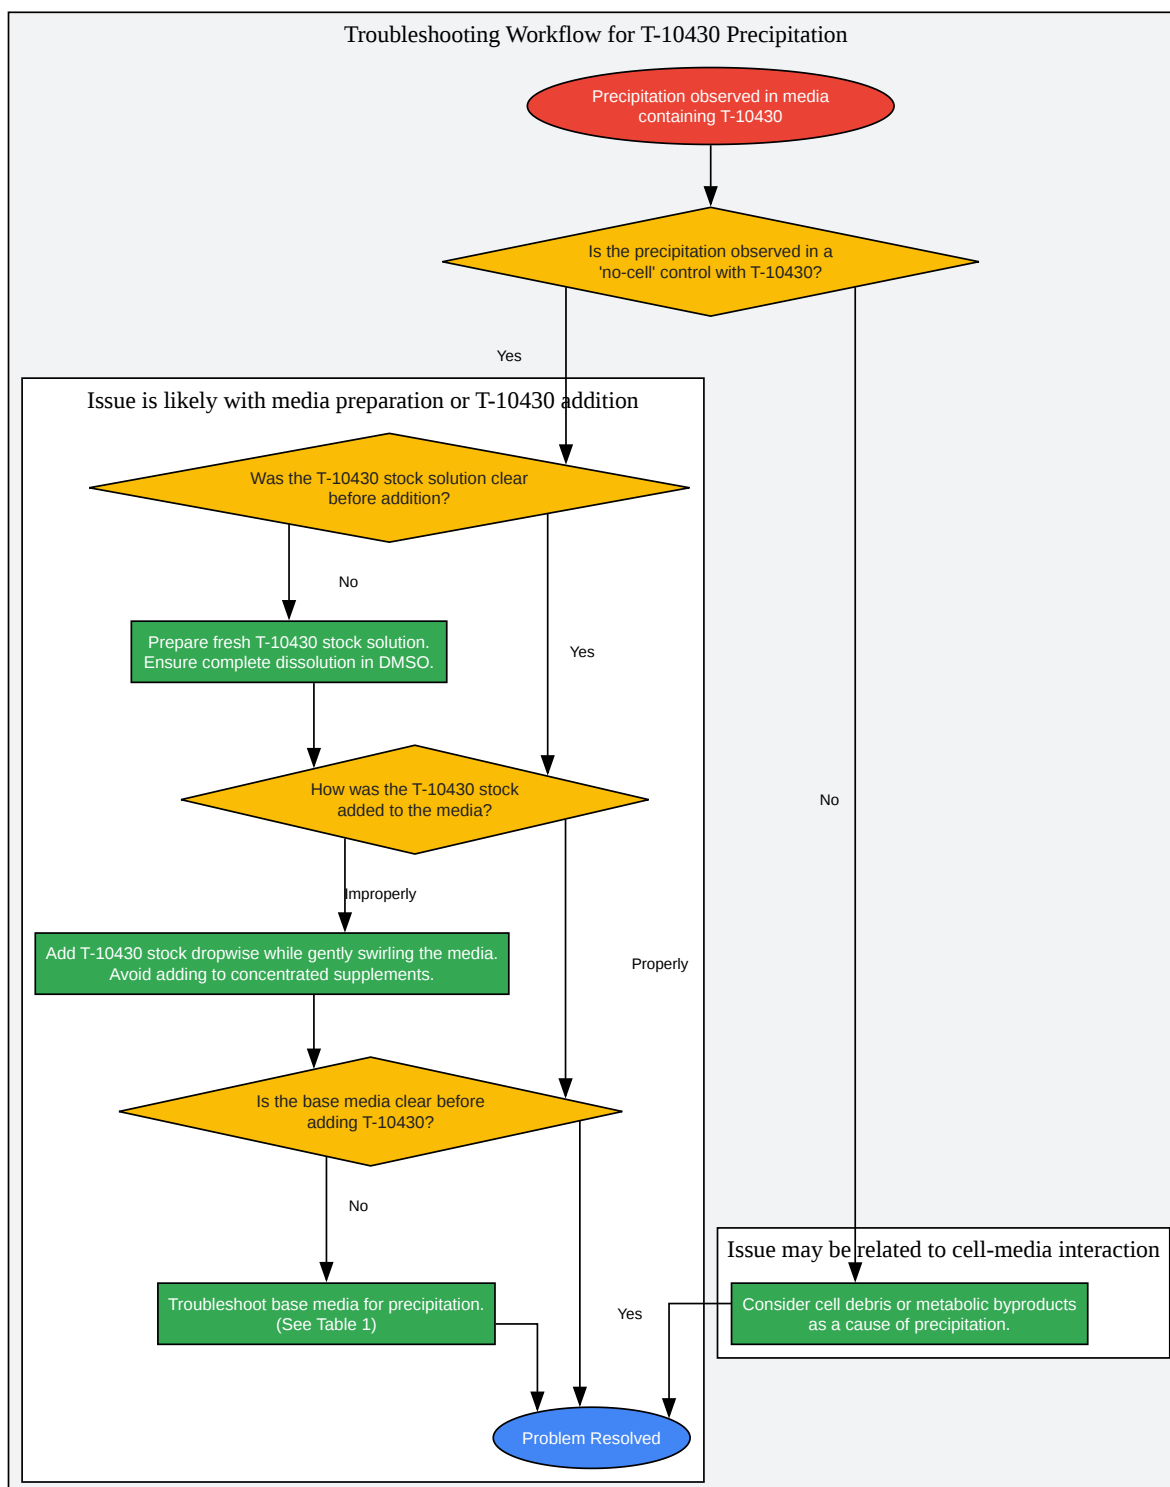 Troubleshooting Workflow for T-10430 Precipitation
Precipitation observed in media
containing T-10430
Is the precipitation observed in a
'no-cell' control with T-10430?
Yes
Issue is likely with media preparation or T-10430 addition
Was the T-10430 stock solution clear
before addition?
No
Prepare fresh T-10430 stock solution.
Ensure complete dissolution in DMSO.
Yes
How was the T-10430 stock
added to the media?
No
Improperly
Add T-10430 stock dropwise while gently swirling the media.
Avoid adding to concentrated supplements.
Properly
Is the base media clear before
adding T-10430?
No
Issue may be related to cell-media interaction
Troubleshoot base media for precipitation.
(See Table 1)
Yes
Consider cell debris or metabolic byproducts
as a cause of precipitation.
Problem Resolved